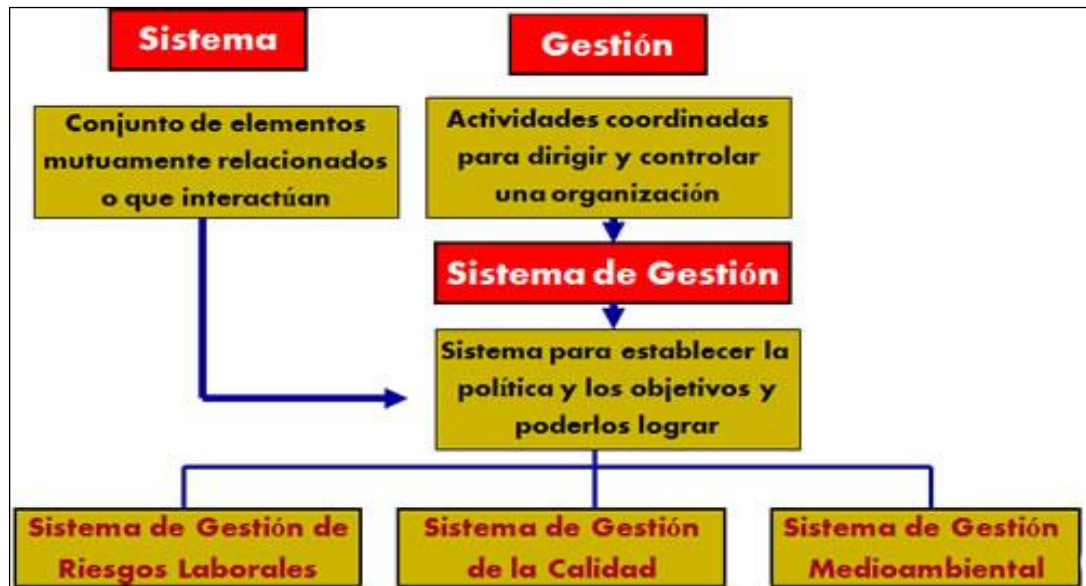 Sistema
Gestión
Conjunto de elementos
mutuamente relacionados
o que interactúan
Actividades coordinadas
para dirigir y controlar
una organización
Sistema de Gestión
Sistema para establecer la
política y los objetivos y
poderlos lograr
Sistema de Gestión de
Riesgos Laborales
Sistema de Gestión
de la Calidad
Sistema de Gestión
Medioambiental